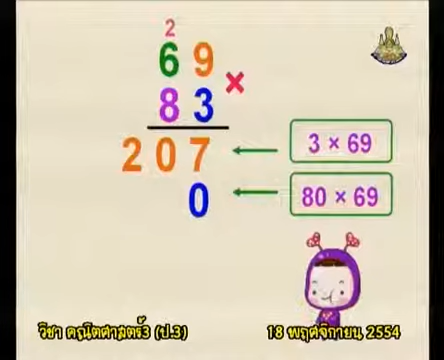 2
69
×
83
207
3 × 69
0
80 × 69
วิชา คณิตศาสตร์3 (ป.3)
18 พฤศจิกายน 2554